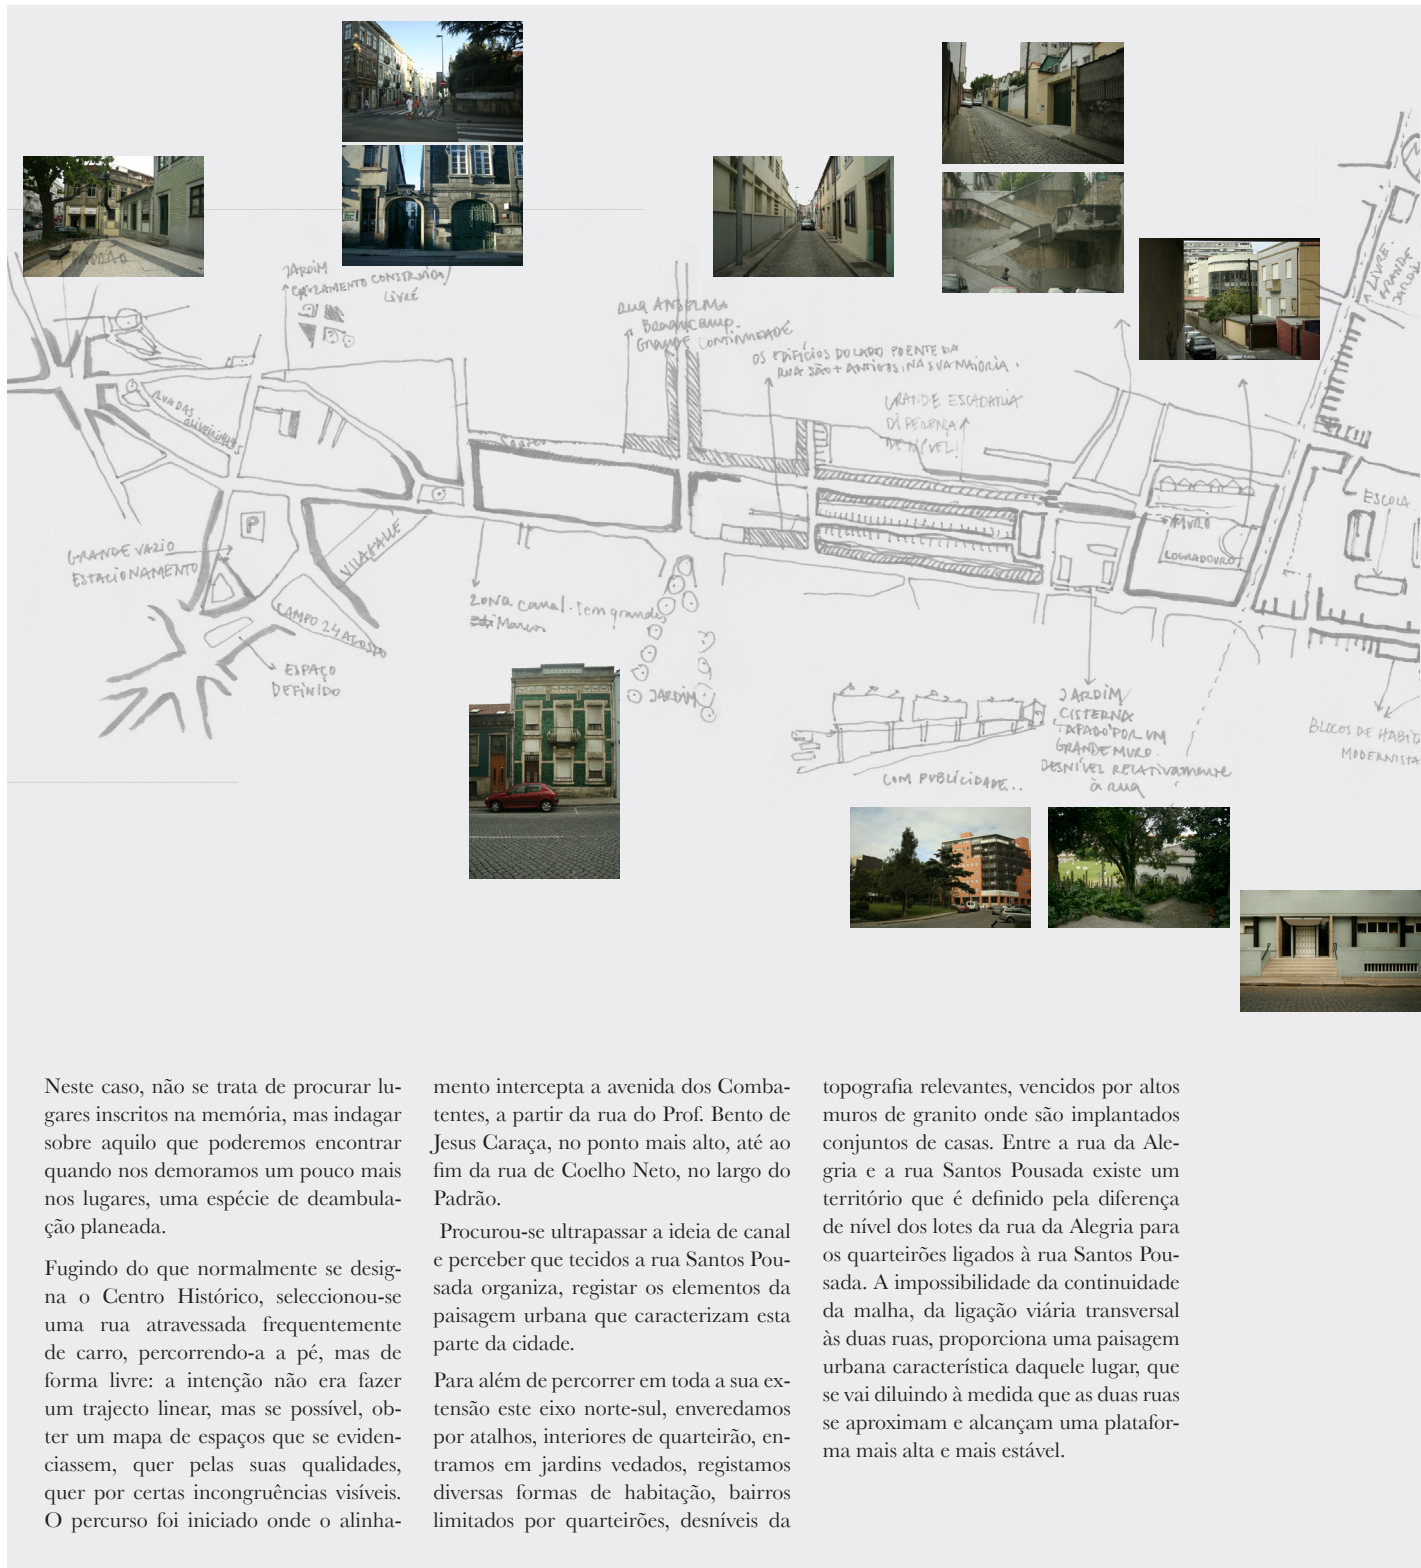 PADRÃO
JARDIM
CRUZAMENTO CONSTRUÍDO/
LIVRE
RUA ANSELMO
Braancamp.
GRANDE CONTINUIDADE
OS EDIFÍCIOS DO LADO POENTE DA
RUA SÃO + ANTIGOS NA SUA MAIORIA.
GRANDE ESCADARIA
DIFERENÇA
DE NÍVEL.
LIVRE.
GRANDE
JARDIM
RUA DAS
OLIVEIRINHAS
ESCOLA
MURO
LOGRADOURO
P
GRANDE VAZIO
ESTACIONAMENTO
VILA GALÉ
CAMPO 24 AGOSTO
ESPAÇO
DEFINIDO
ZONA canal. sem grandes
Marcos
JARDIM
JARDIM/
CISTERNA
TAPADO POR UM
GRANDE MURO.
DESNÍVEL RELATIVAMENTE
à RUA
COM PUBLICIDADE...
BLOCOS DE HABIT
MODERNISTA
Neste caso, não se trata de procurar lu-
gares inscritos na memória, mas indagar
sobre aquilo que poderemos encontrar
quando nos demoramos um pouco mais
nos lugares, uma espécie de deambula-
ção planeada.
Fugindo do que normalmente se desig-
na o Centro Histórico, seleccionou-se
uma rua atravessada frequentemente
de carro, percorrendo-a a pé, mas de
forma livre: a intenção não era fazer
um trajecto linear, mas se possível, ob-
ter um mapa de espaços que se eviden-
ciassem, quer pelas suas qualidades,
quer por certas incongruências visíveis.
O percurso foi iniciado onde o alinha-
mento intercepta a avenida dos Comba-
tentes, a partir da rua do Prof. Bento de
Jesus Caraça, no ponto mais alto, até ao
fim da rua de Coelho Neto, no largo do
Padrão.
Procurou-se ultrapassar a ideia de canal
e perceber que tecidos a rua Santos Pou-
sada organiza, registar os elementos da
paisagem urbana que caracterizam esta
parte da cidade.
Para além de percorrer em toda a sua ex-
tensão este eixo norte-sul, enveredamos
por atalhos, interiores de quarteirão, en-
tramos em jardins vedados, registamos
diversas formas de habitação, bairros
limitados por quarteirões, desníveis da
topografia relevantes, vencidos por altos
muros de granito onde são implantados
conjuntos de casas. Entre a rua da Ale-
gria e a rua Santos Pousada existe um
território que é definido pela diferença
de nível dos lotes da rua da Alegria para
os quarteirões ligados à rua Santos Pou-
sada. A impossibilidade da continuidade
da malha, da ligação viária transversal
às duas ruas, proporciona uma paisagem
urbana característica daquele lugar, que
se vai diluindo à medida que as duas ruas
se aproximam e alcançam uma platafor-
ma mais alta e mais estável.